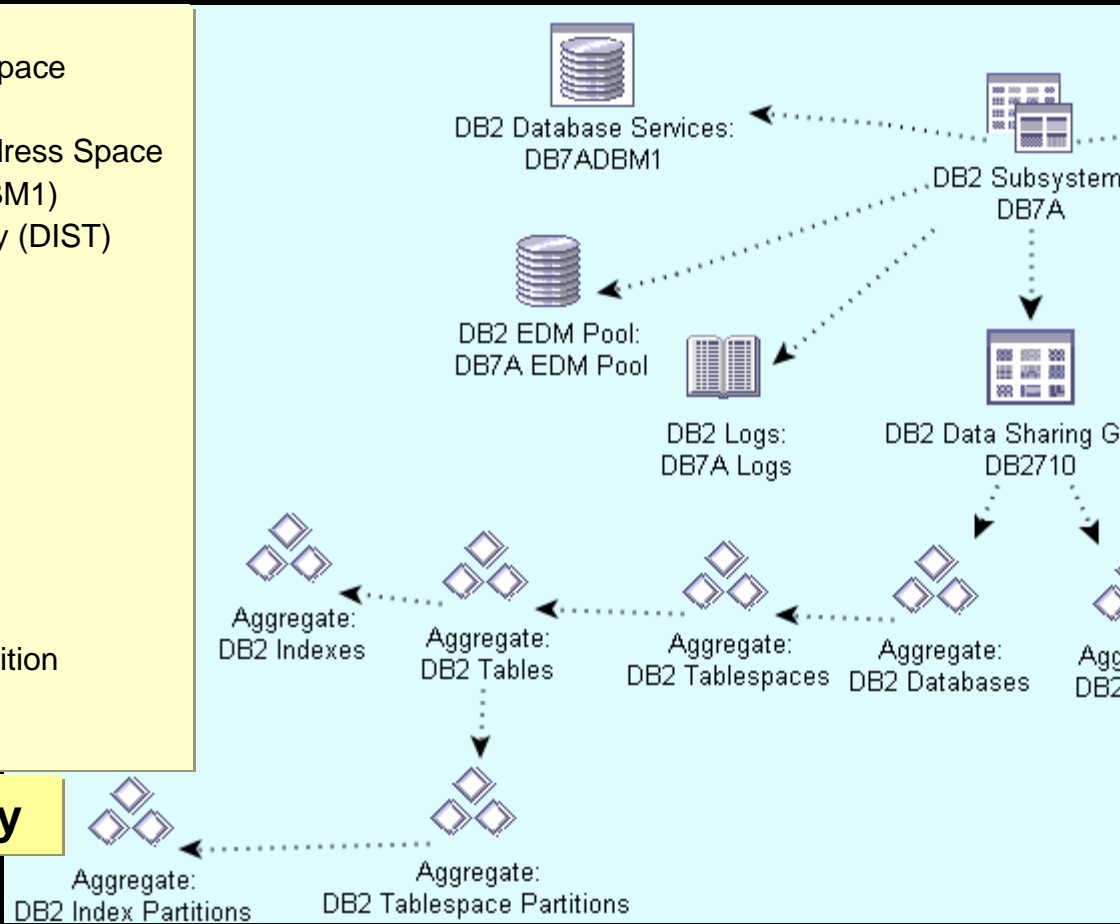 pace
ress Space
BM1)
y (DIST)
ition
y
DB2 Database Services:
DB7ADBM1
DB2 Subsystem
DB7A
DB2 EDM Pool:
DB7A EDM Pool
DB2 Logs:
DB7A Logs
DB2 Data Sharing G
DB2710
Aggregate:
DB2 Indexes
Aggregate:
DB2 Tables
Aggregate:
DB2 Tablespaces
Aggregate:
DB2 Databases
Agg
DB2
Aggregate:
DB2 Index Partitions
Aggregate:
DB2 Tablespace Partitions